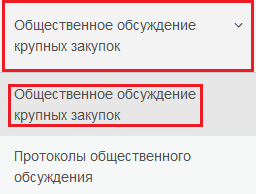 Общественное обсуждение
крупных закупок
Общественное обсуждение
крупных закупок
Протоколы общественного
обсуждения